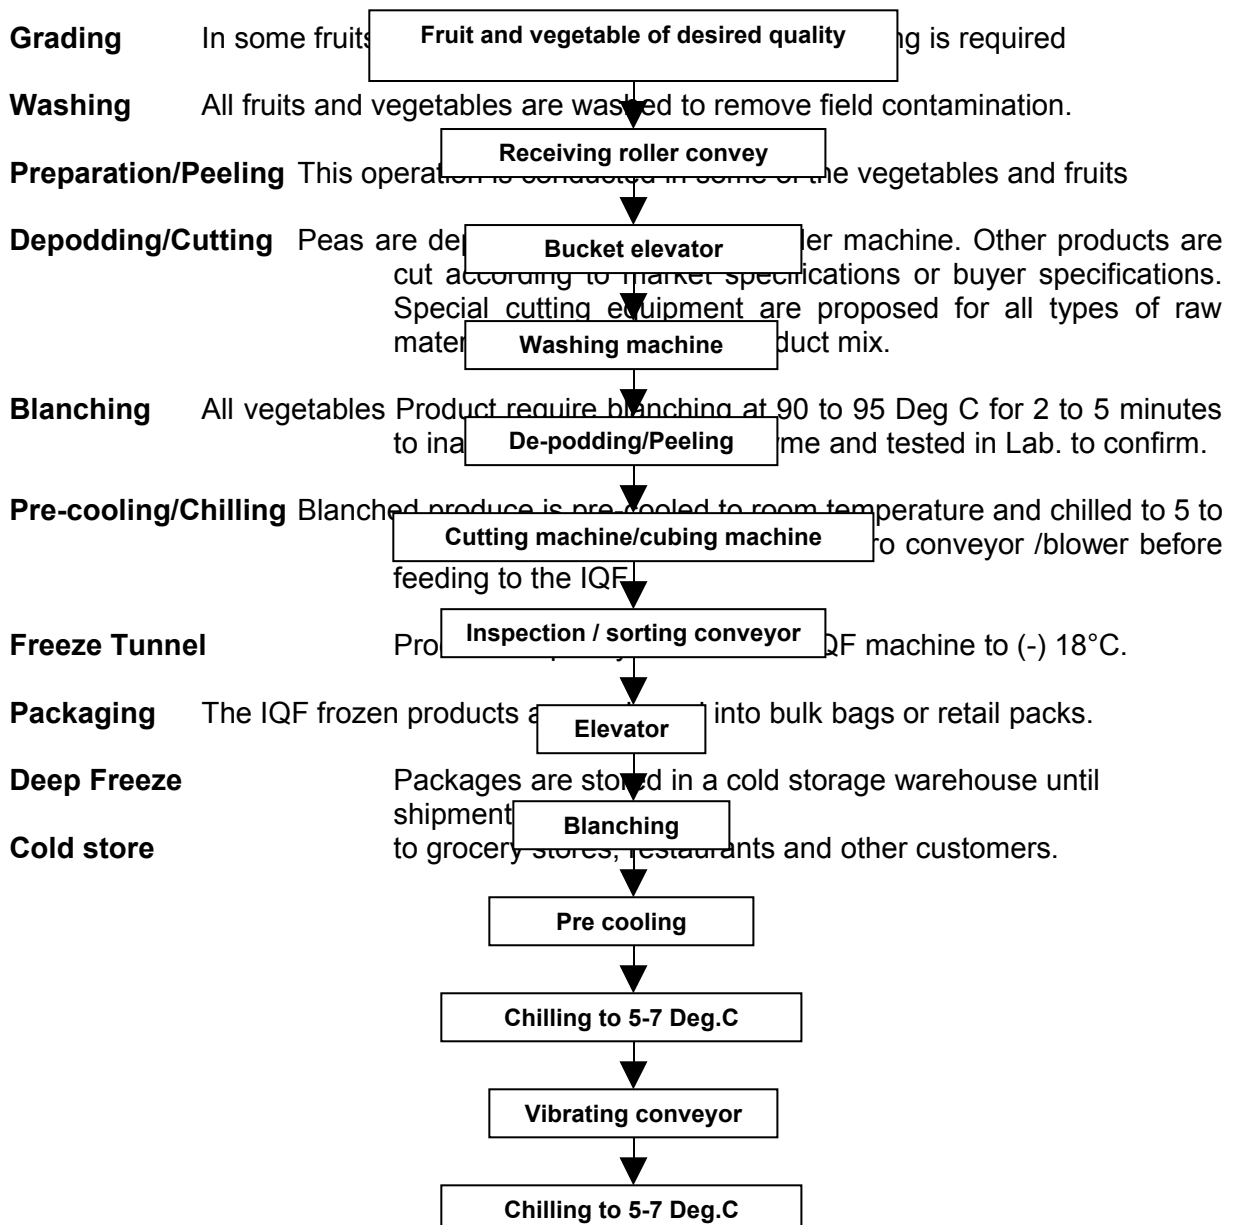 Fruit and vegetable of desired quality
Grading In some fruits is required
Washing All fruits and vegetables are washed to remove field contamination.
Receiving roller convey
Preparation/Peeling This operation is conducted in some of the vegetables and fruits
Depodding/Cutting Peas are machine. Other products are
Bucket elevator
cut according to market specifications or buyer specifications.
Special cutting equipment are proposed for all types of raw
mix.
Washing machine
Blanching All vegetables Product require blanching at 90 to 95 Deg C for 2 to 5 minutes
to and tested in Lab. to confirm.
De-podding/Peeling
Pre-cooling/Chilling Blanched produce is pre-cooled to room temperature and chilled to 5 to
conveyor /blower before
Cutting machine/cubing machine
feeding to the IQF
Inspection / sorting conveyor
Freeze Tunnel machine to (-) 18°C.
Packaging The IQF frozen products into bulk bags or retail packs.
Elevator
Deep Freeze Packages are stored in a cold storage warehouse until
shipment
Blanching
Cold store to grocery stores, restaurants and other customers.
Pre cooling
Chilling to 5-7 Deg.C
Vibrating conveyor
Chilling to 5-7 Deg.C